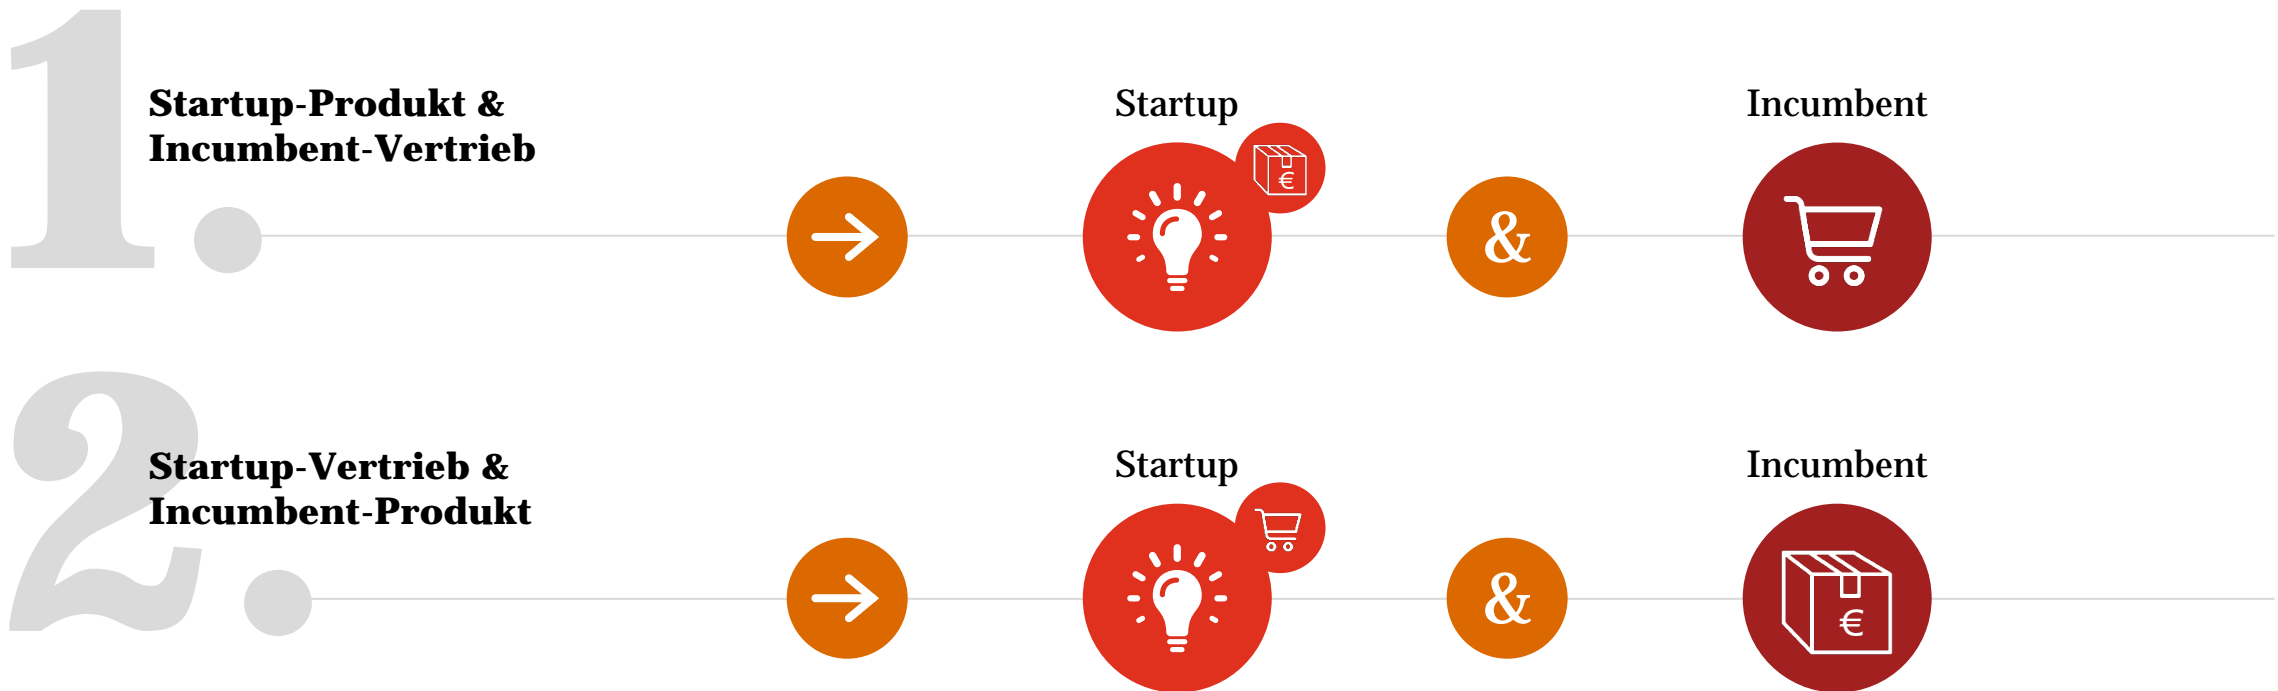 1.
Startup-Produkt &
Incumbent-Vertrieb
Startup
€
&
Incumbent
2.
Startup-Vertrieb &
Incumbent-Produkt
Startup
&
Incumbent
€